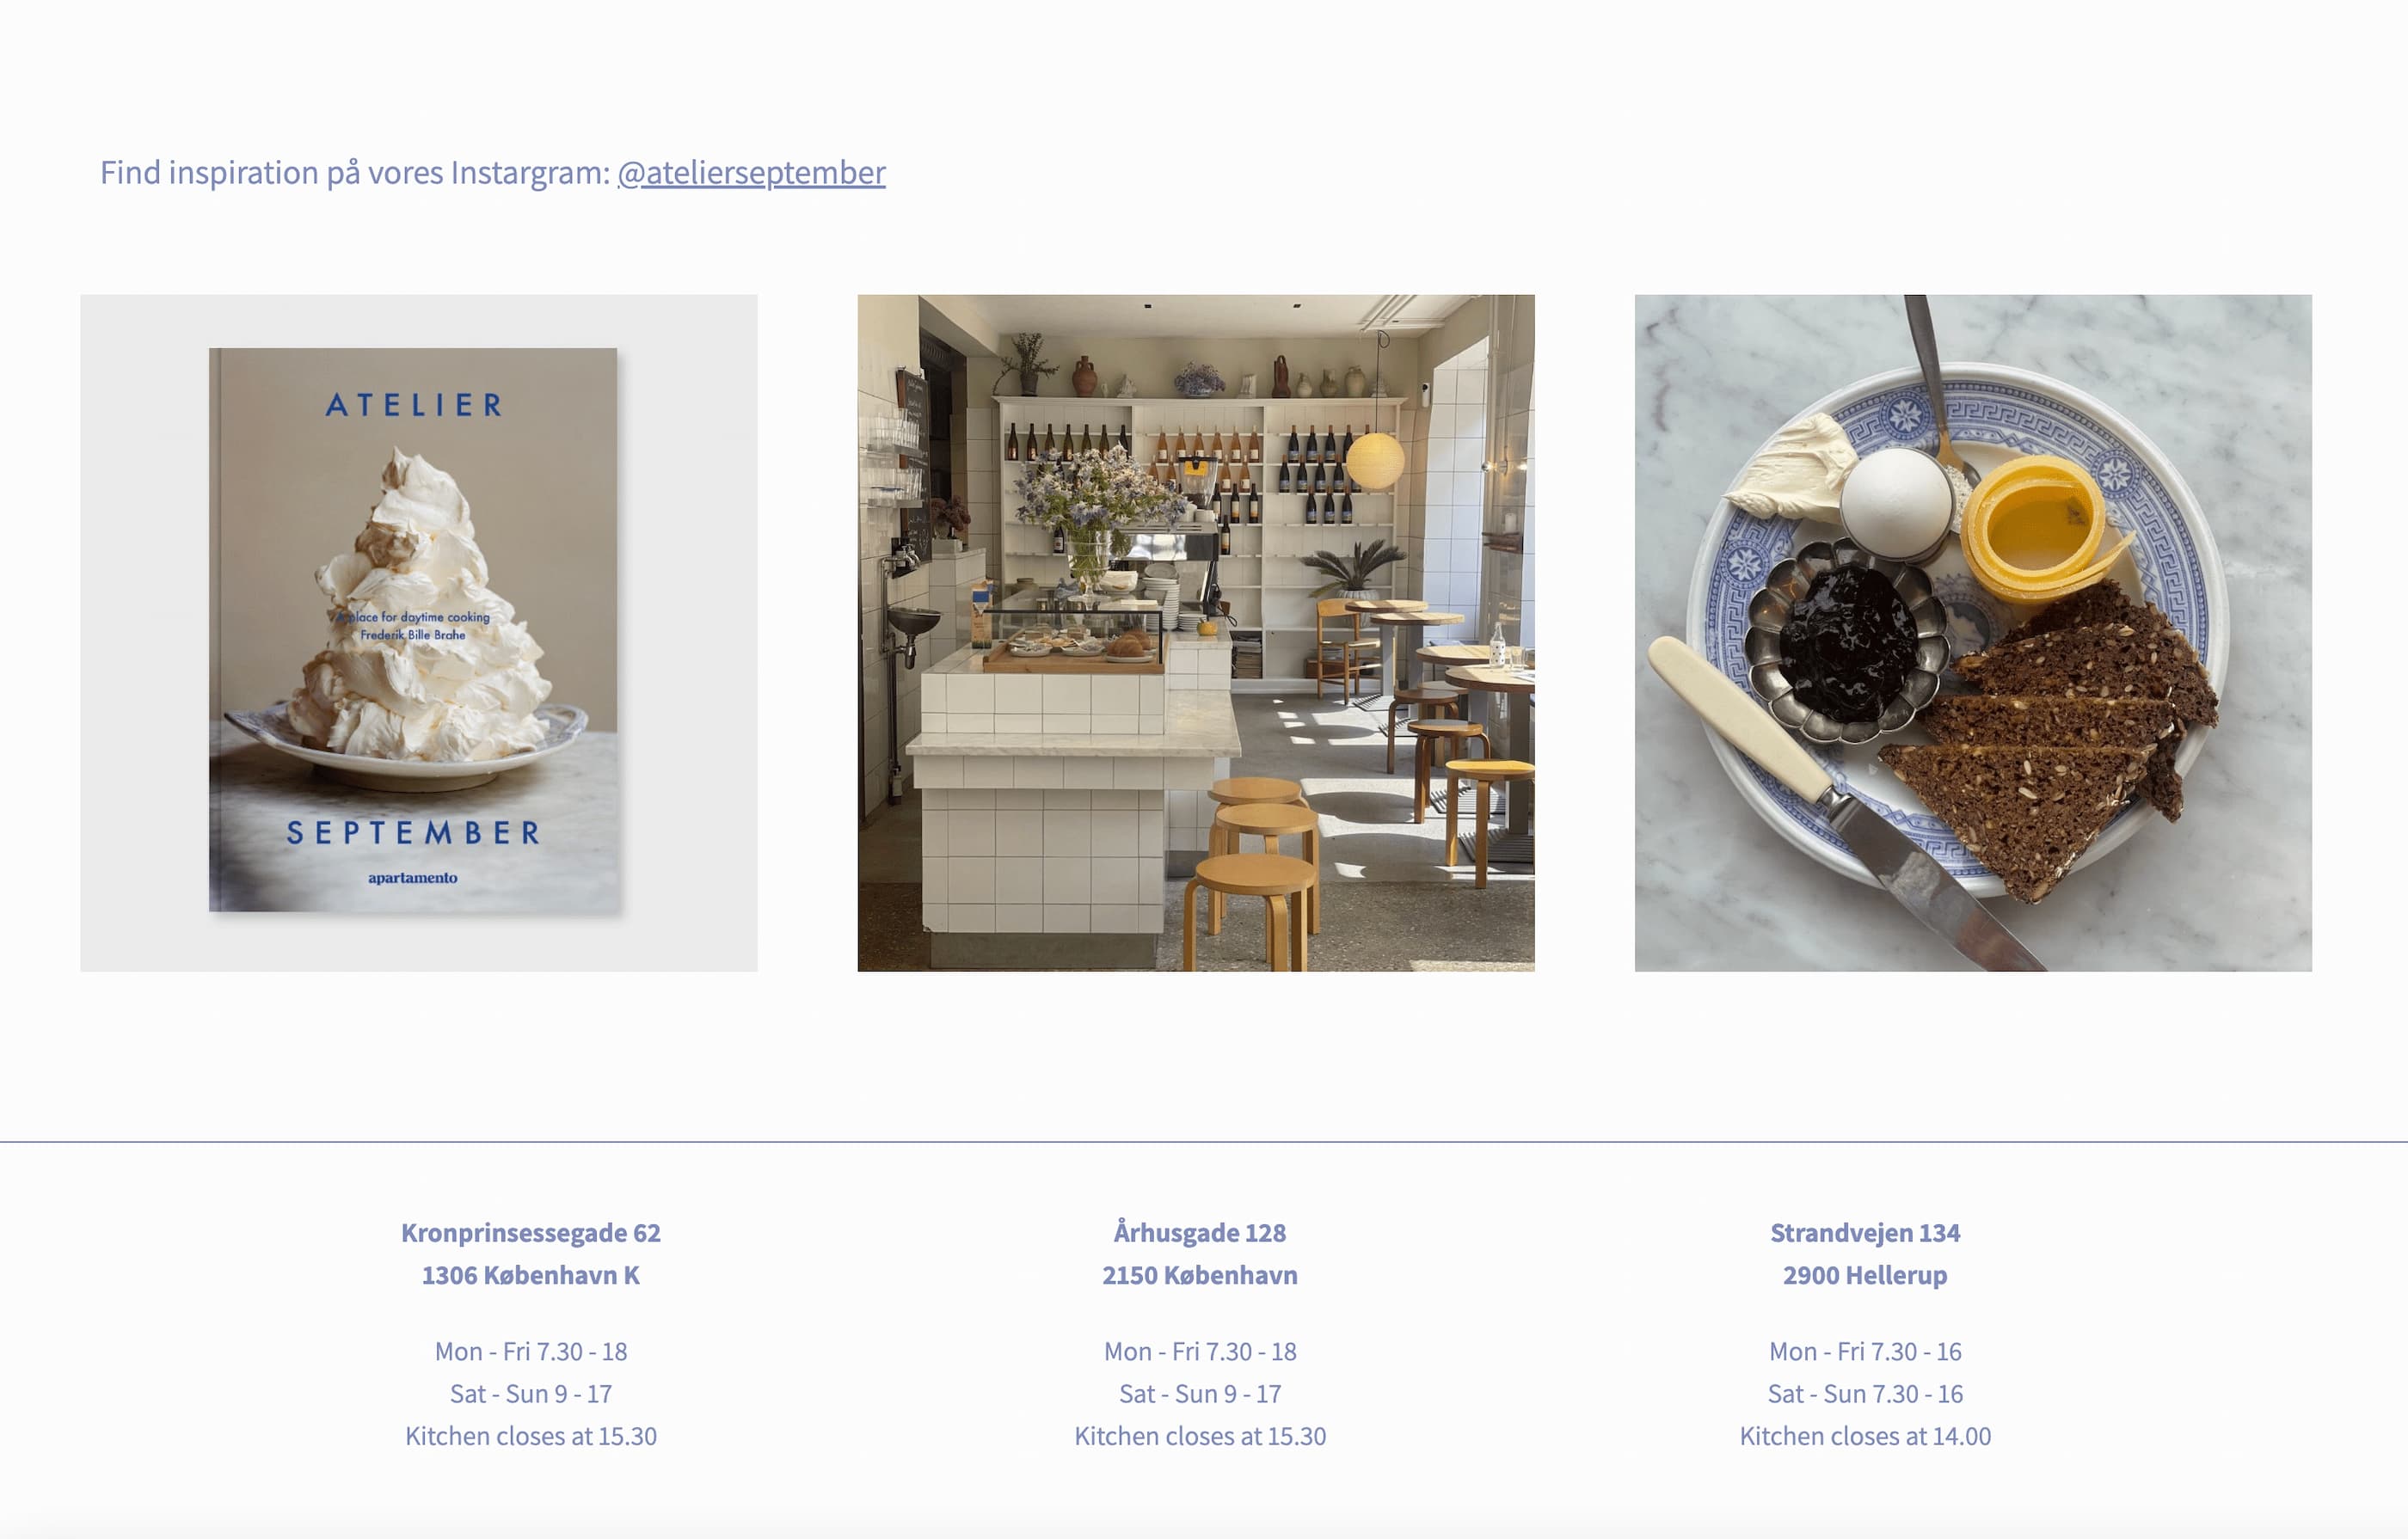 Find inspiration på vores Instargram: @atelierseptember
ATELIER
A place for daytime cooking
Frederik Bille Brahe
SEPTEMBER
apartamento
Kronprinsessegade 62
1306 København K
Mon - Fri 7.30 - 18
Sat - Sun 9 - 17
Kitchen closes at 15.30
Århusgade 128
2150 København
Mon - Fri 7.30 - 18
Sat - Sun 9 - 17
Kitchen closes at 15.30
Strandvejen 134
2900 Hellerup
Mon - Fri 7.30 - 16
Sat - Sun 7.30 - 16
Kitchen closes at 14.00